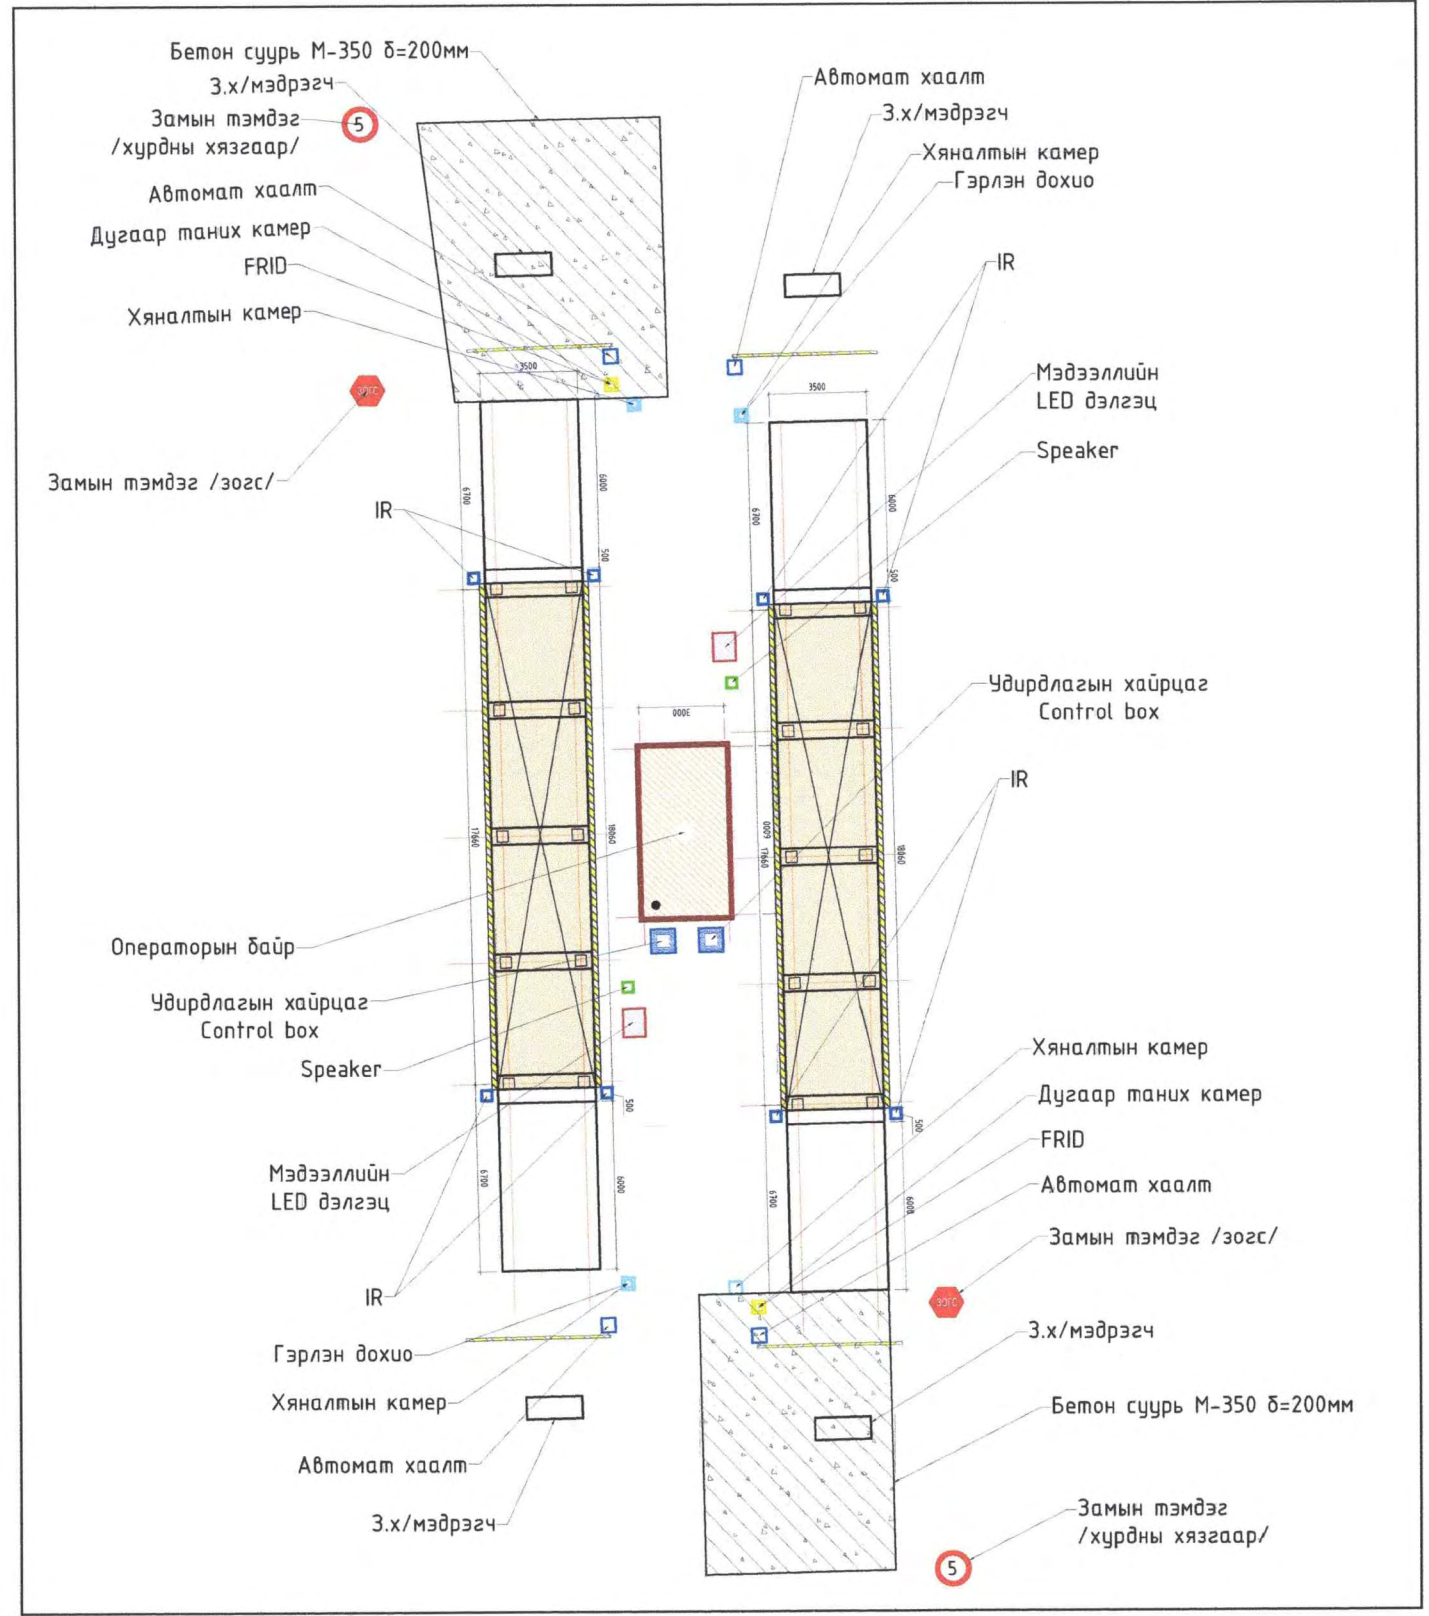 Бетон суурь М-350 δ=200мм
З.х/мэдрэгч
Замын тэмдэг
/хурдны хязгаар/
5
Автомат хаалт
Дугаар таних камер
FRID
Хяналтын камер
ЗОГС
Замын тэмдэг /зогс/
IR
Автомат хаалт
З.х/мэдрэгч
Хяналтын камер
Гэрлэн дохио
IR
Мэдээллийн
LED дэлгэц
Speaker
3500
3500
6700
6000
500
6700
6000
500
3000
Удирдлагын хайрцаг
Control box
IR
17660
18060
6000
17660
18060
Операторын байр
Удирдлагын хайрцаг
Control box
Speaker
Мэдээллийн
LED дэлгэц
IR
Гэрлэн дохио
Хяналтын камер
Автомат хаалт
З.х/мэдрэгч
500
6700
6000
500
6700
6000
Хяналтын камер
Дугаар таних камер
FRID
Автомат хаалт
Замын тэмдэг /зогс/
ЗОГС
З.х/мэдрэгч
Бетон суурь М-350 δ=200мм
Замын тэмдэг
/хурдны хязгаар/
5